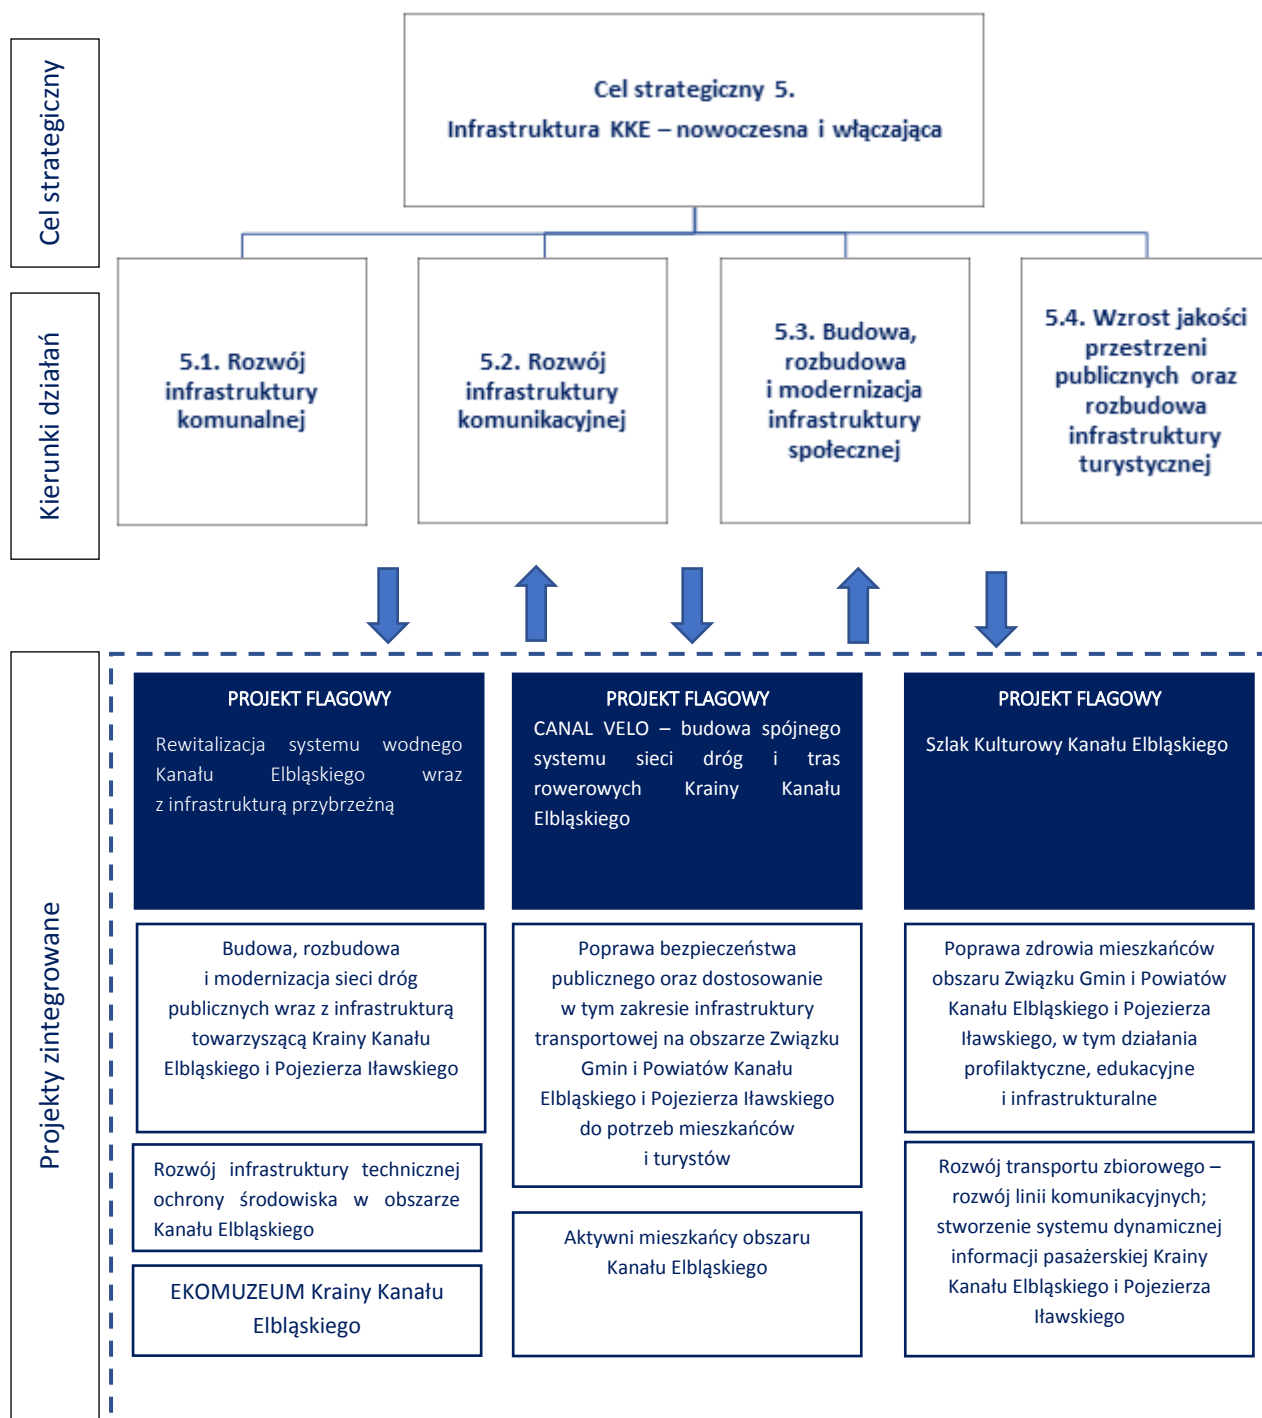 Cel strategiczny
Cel strategiczny 5.
Infrastruktura KKE – nowoczesna i włączająca
Kierunki działań
5.1. Rozwój
infrastruktury
komunalnej
5.2. Rozwój
infrastruktury
komunikacyjnej
5.3. Budowa,
rozbudowa
i modernizacja
infrastruktury
społecznej
5.4. Wzrost jakości
przestrzeni
publicznych oraz
rozbudowa
infrastruktury
turystycznej
Projekty zintegrowane
PROJEKT FLAGOWY
Rewitalizacja systemu wodnego
Kanału Elbląskiego wraz
z infrastrukturą przybrzeżną
PROJEKT FLAGOWY
CANAL VELO – budowa spójnego
systemu sieci dróg i tras
rowerowych Krainy Kanału
Elbląskiego
PROJEKT FLAGOWY
Szlak Kulturowy Kanału Elbląskiego
Budowa, rozbudowa
i modernizacja sieci dróg
publicznych wraz z infrastrukturą
towarzyszącą Krainy Kanału
Elbląskiego i Pojezierza Iławskiego
Poprawa bezpieczeństwa
publicznego oraz dostosowanie
w tym zakresie infrastruktury
transportowej na obszarze Związku
Gmin i Powiatów Kanału
Elbląskiego i Pojezierza Iławskiego
do potrzeb mieszkańców
i turystów
Poprawa zdrowia mieszkańców
obszaru Związku Gmin i Powiatów
Kanału Elbląskiego i Pojezierza
Iławskiego, w tym działania
profilaktyczne, edukacyjne
i infrastrukturalne
Rozwój infrastruktury technicznej
ochrony środowiska w obszarze
Kanału Elbląskiego
Aktywni mieszkańcy obszaru
Kanału Elbląskiego
Rozwój transportu zbiorowego –
rozwój linii komunikacyjnych;
stworzenie systemu dynamicznej
informacji pasażerskiej Krainy
Kanału Elbląskiego i Pojezierza
Iławskiego
EKOMUZEUM Krainy Kanału
Elbląskiego